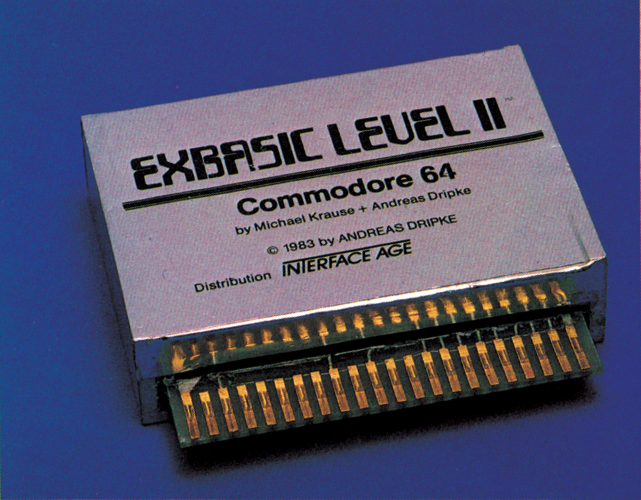 EXBASIC LEVEL II
Commodore 64
by Michael Krause + Andreas Dripke
© 1983 by ANDREAS DRIPKE
Distribution INTERFACE AGE